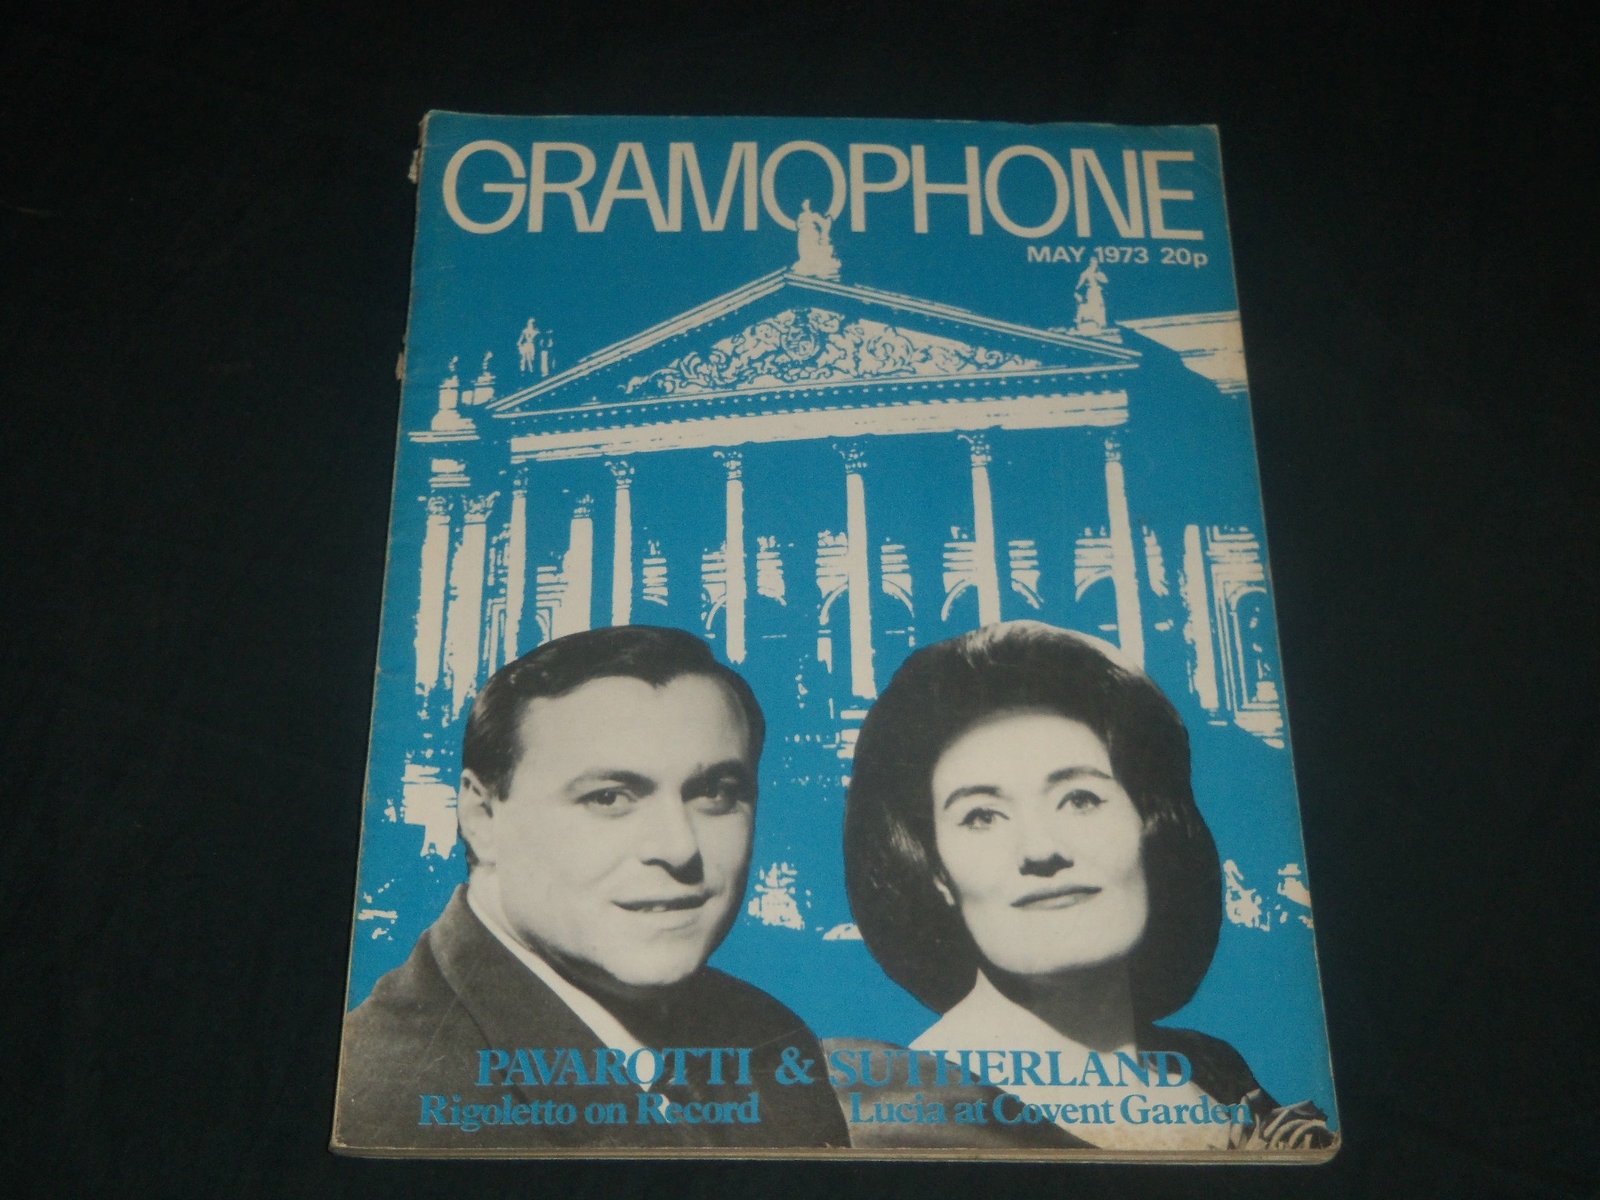 GRAMOPHONE
MAY 1973 20p
PAVAROTTI & SUTHERLAND
Rigoletto on Record Lucia at Covent Garden